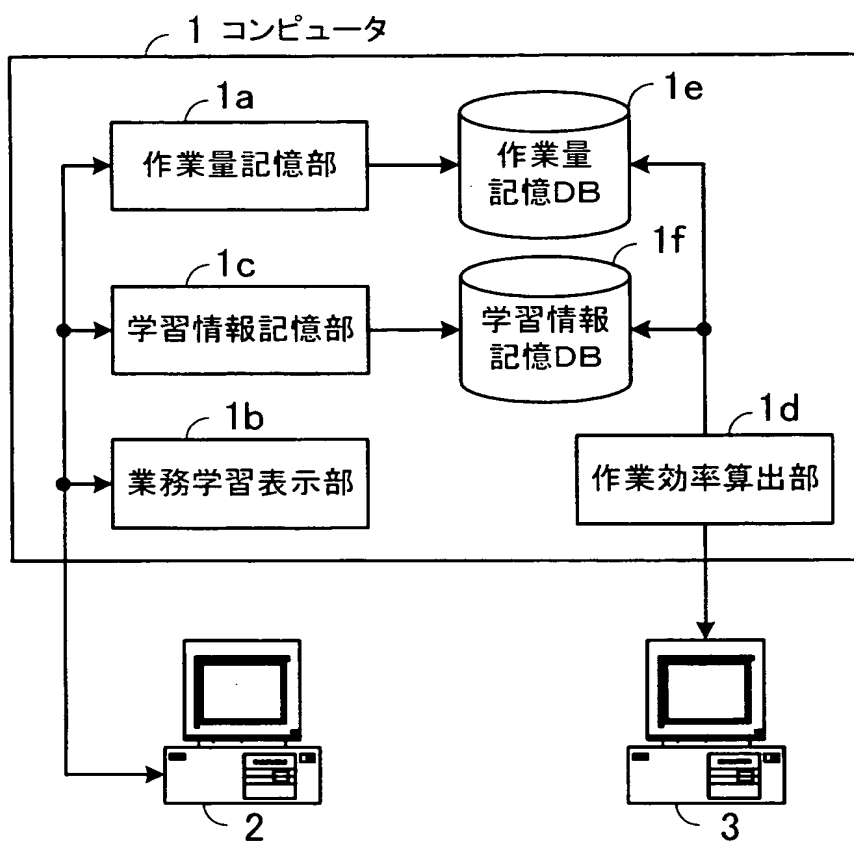 1 コンピュータ
1a
作業量記憶部
1e
作業量
記憶DB
1c
学習情報記憶部
1f
学習情報
記憶DB
1b
業務学習表示部
1d
作業効率算出部
2
3